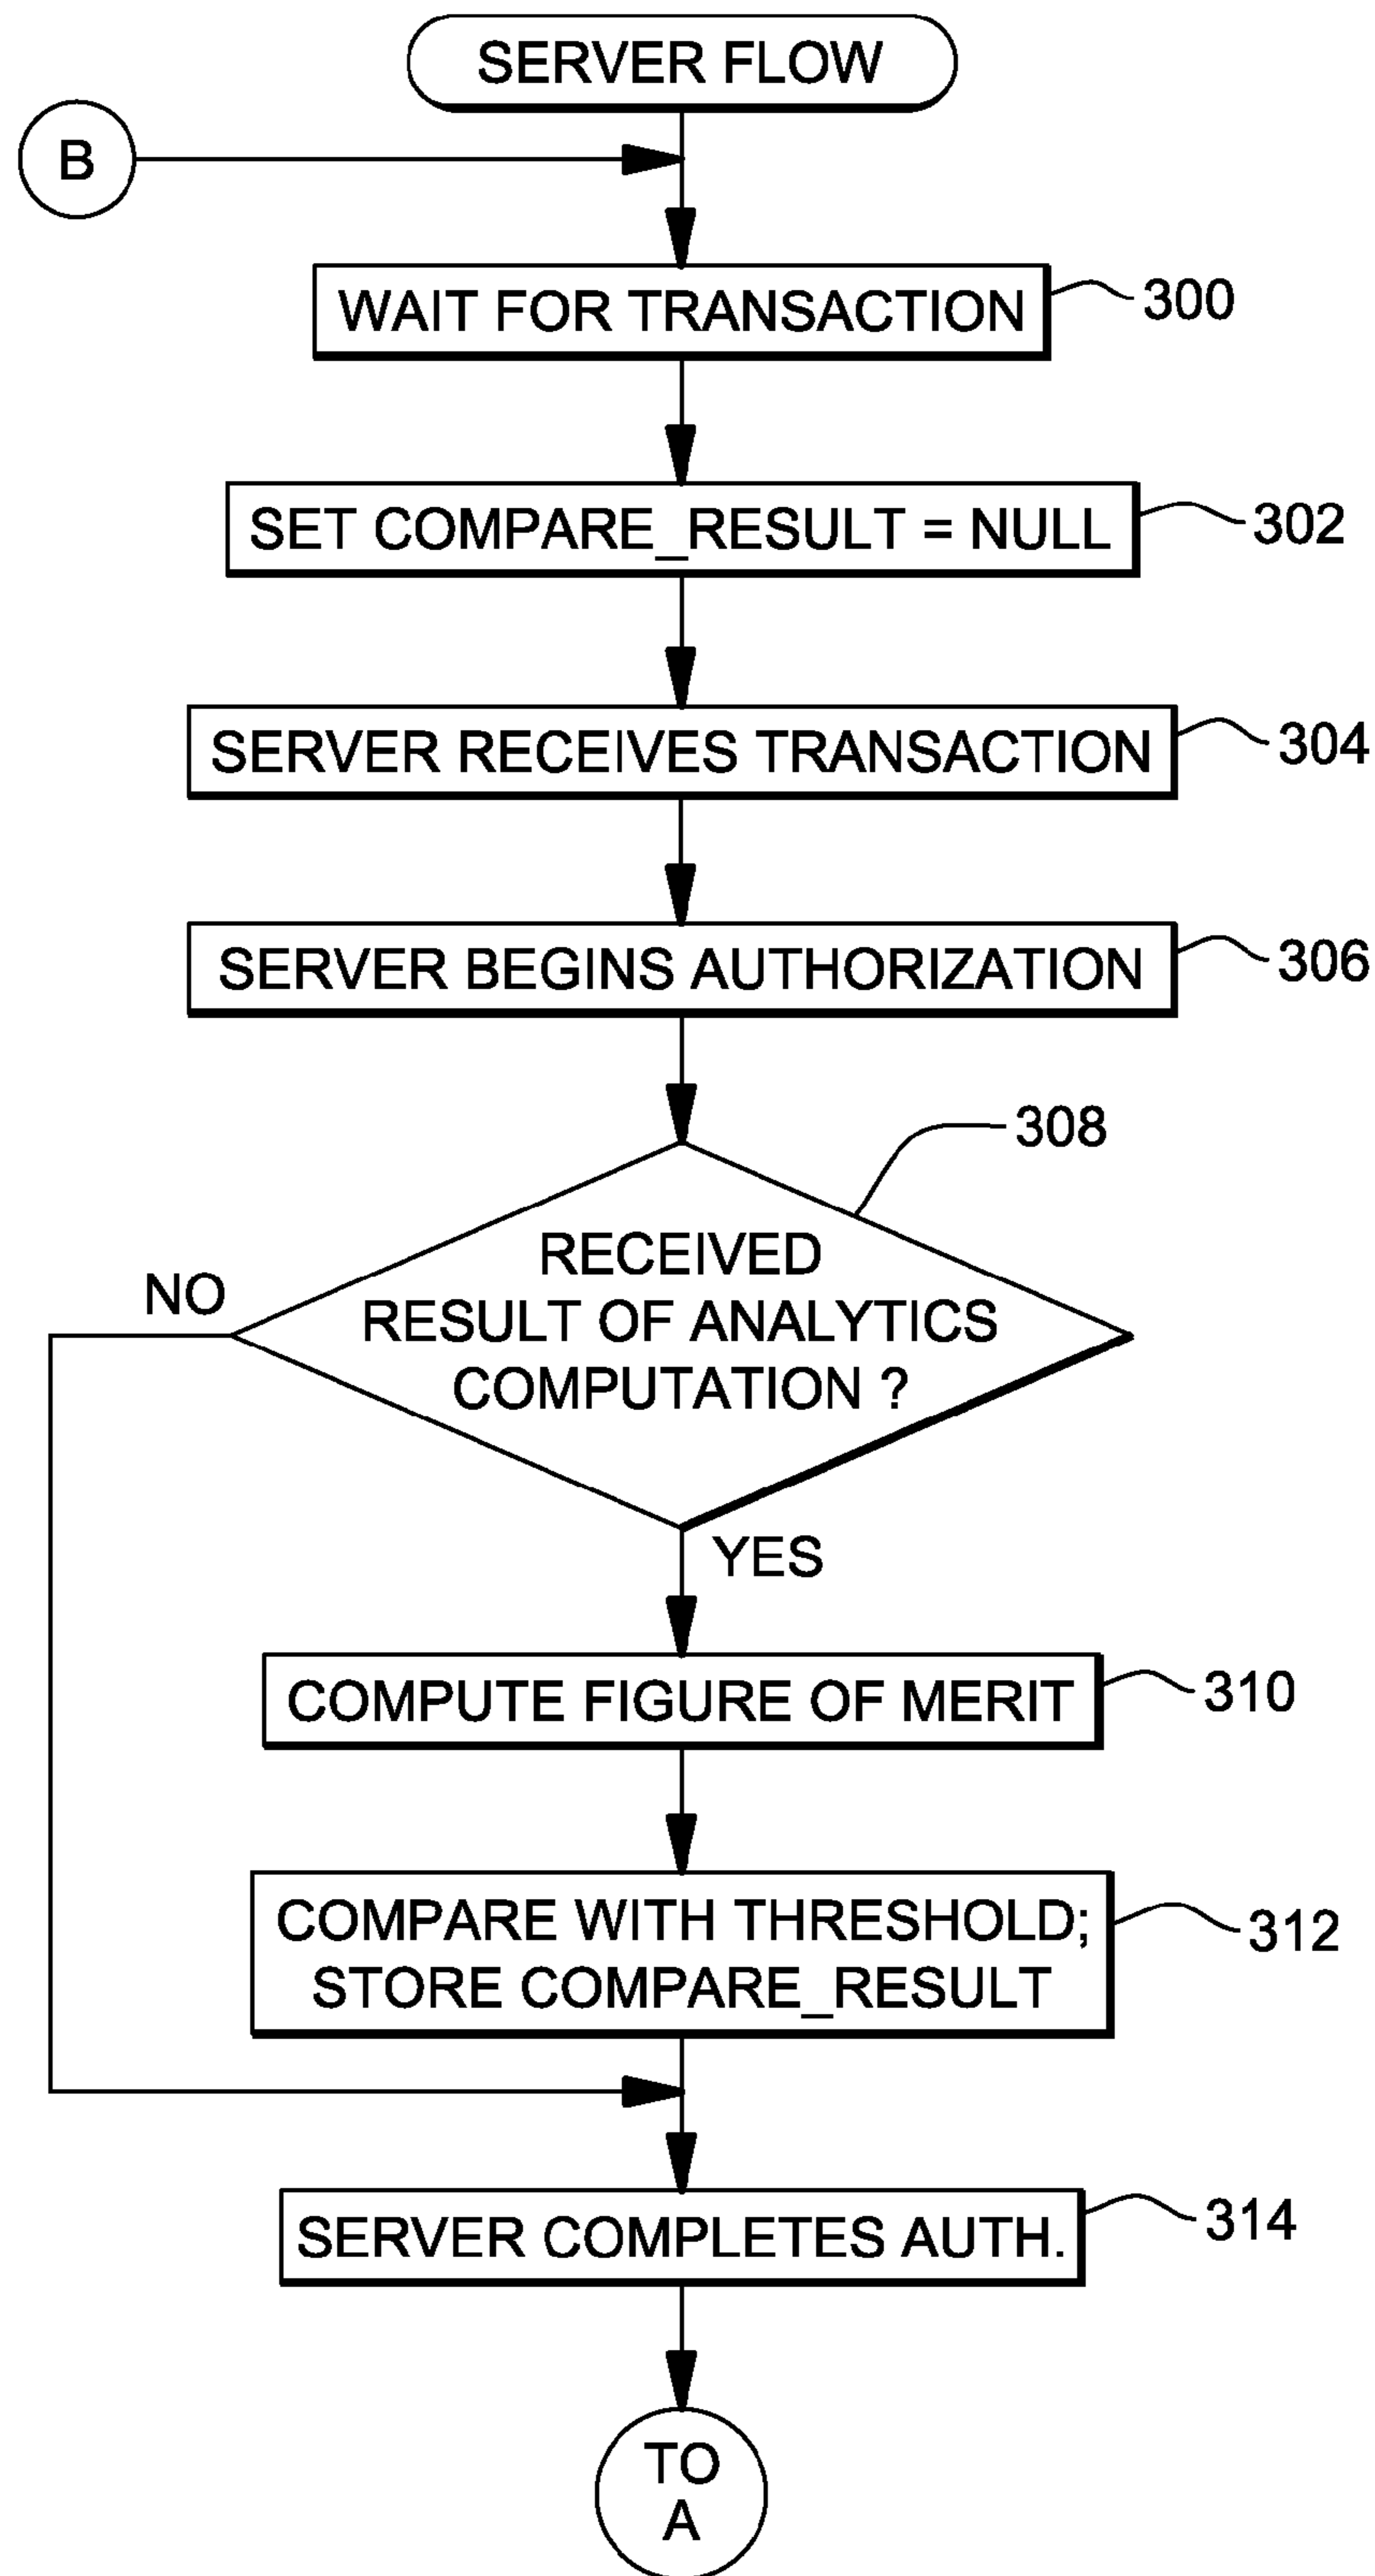 SERVER FLOW
B
WAIT FOR TRANSACTION
300
SET COMPARE_RESULT = NULL
302
SERVER RECEIVES TRANSACTION
304
SERVER BEGINS AUTHORIZATION
306
308
RECEIVED
RESULT OF ANALYTICS
COMPUTATION ?
NO
YES
COMPUTE FIGURE OF MERIT
310
COMPARE WITH THRESHOLD;
STORE COMPARE_RESULT
312
SERVER COMPLETES AUTH.
314
TO
A